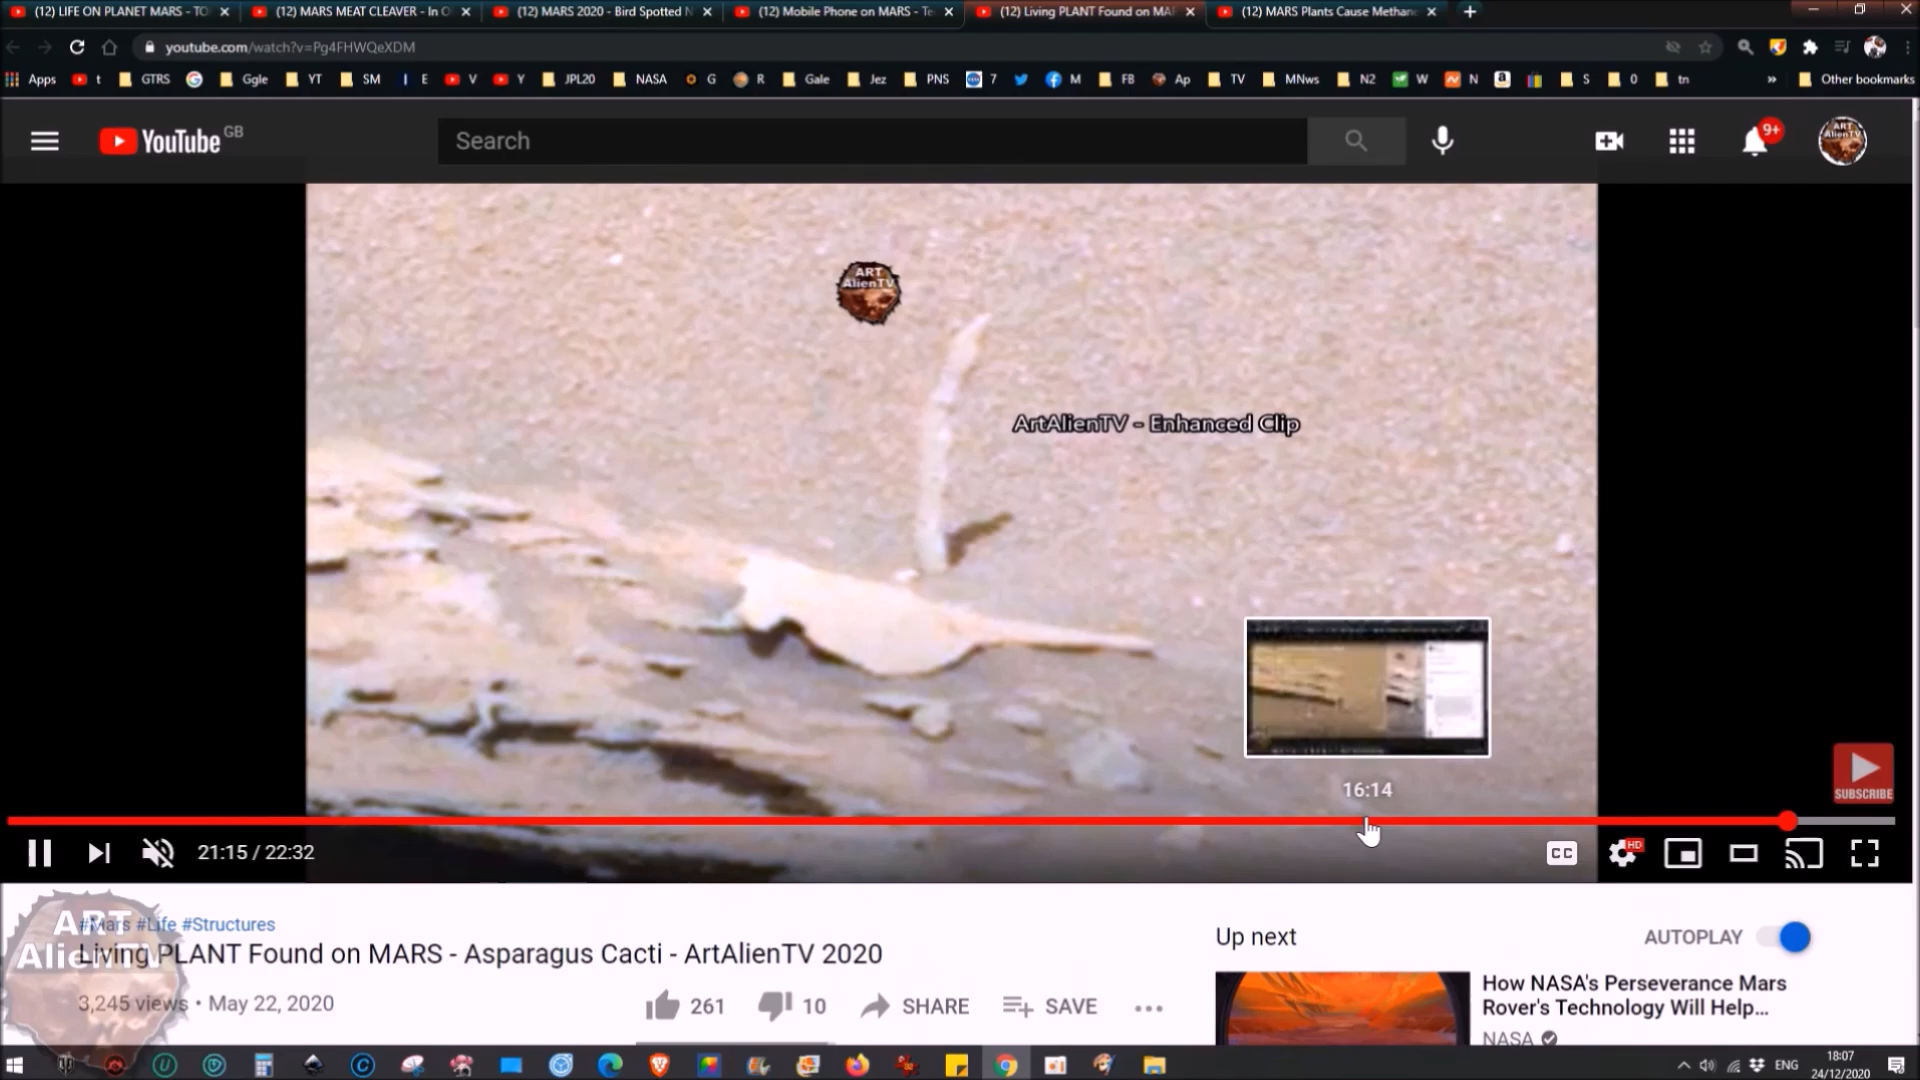 (12) LIFE ON PLANET MARS - TO
(12) MARS MEAT CLEAVER - In O
(12) MARS 2020 - Bird Spotted N
(12) Mobile Phone on MARS - Te
(12) Living PLANT Found on MA
(12) MARS Plants Cause Methan
youtube.com/watch?v=Pg4FHWQeXDM
Apps t GTRS Ggle YT SM E V Y JPL20 NASA G R Gale Jez PNS 7 M FB Ap TV MNws N2 W N S 0 tn » Other bookmarks
YouTube GB
Search
9+
ART
AlienTV
ART
AlienTV
ArtAlienTV - Enhanced Clip
16:14
SUBSCRIBE
21:15 / 22:32
CC
HD
#Mars #Life #Structures
Living PLANT Found on MARS - Asparagus Cacti - ArtAlienTV 2020
3,245 views • May 22, 2020
261
10
SHARE
SAVE
ART
AlienTV
Up next
AUTOPLAY
How NASA's Perseverance Mars
Rover's Technology Will Help...
NASA
ENG
18:07
24/12/2020